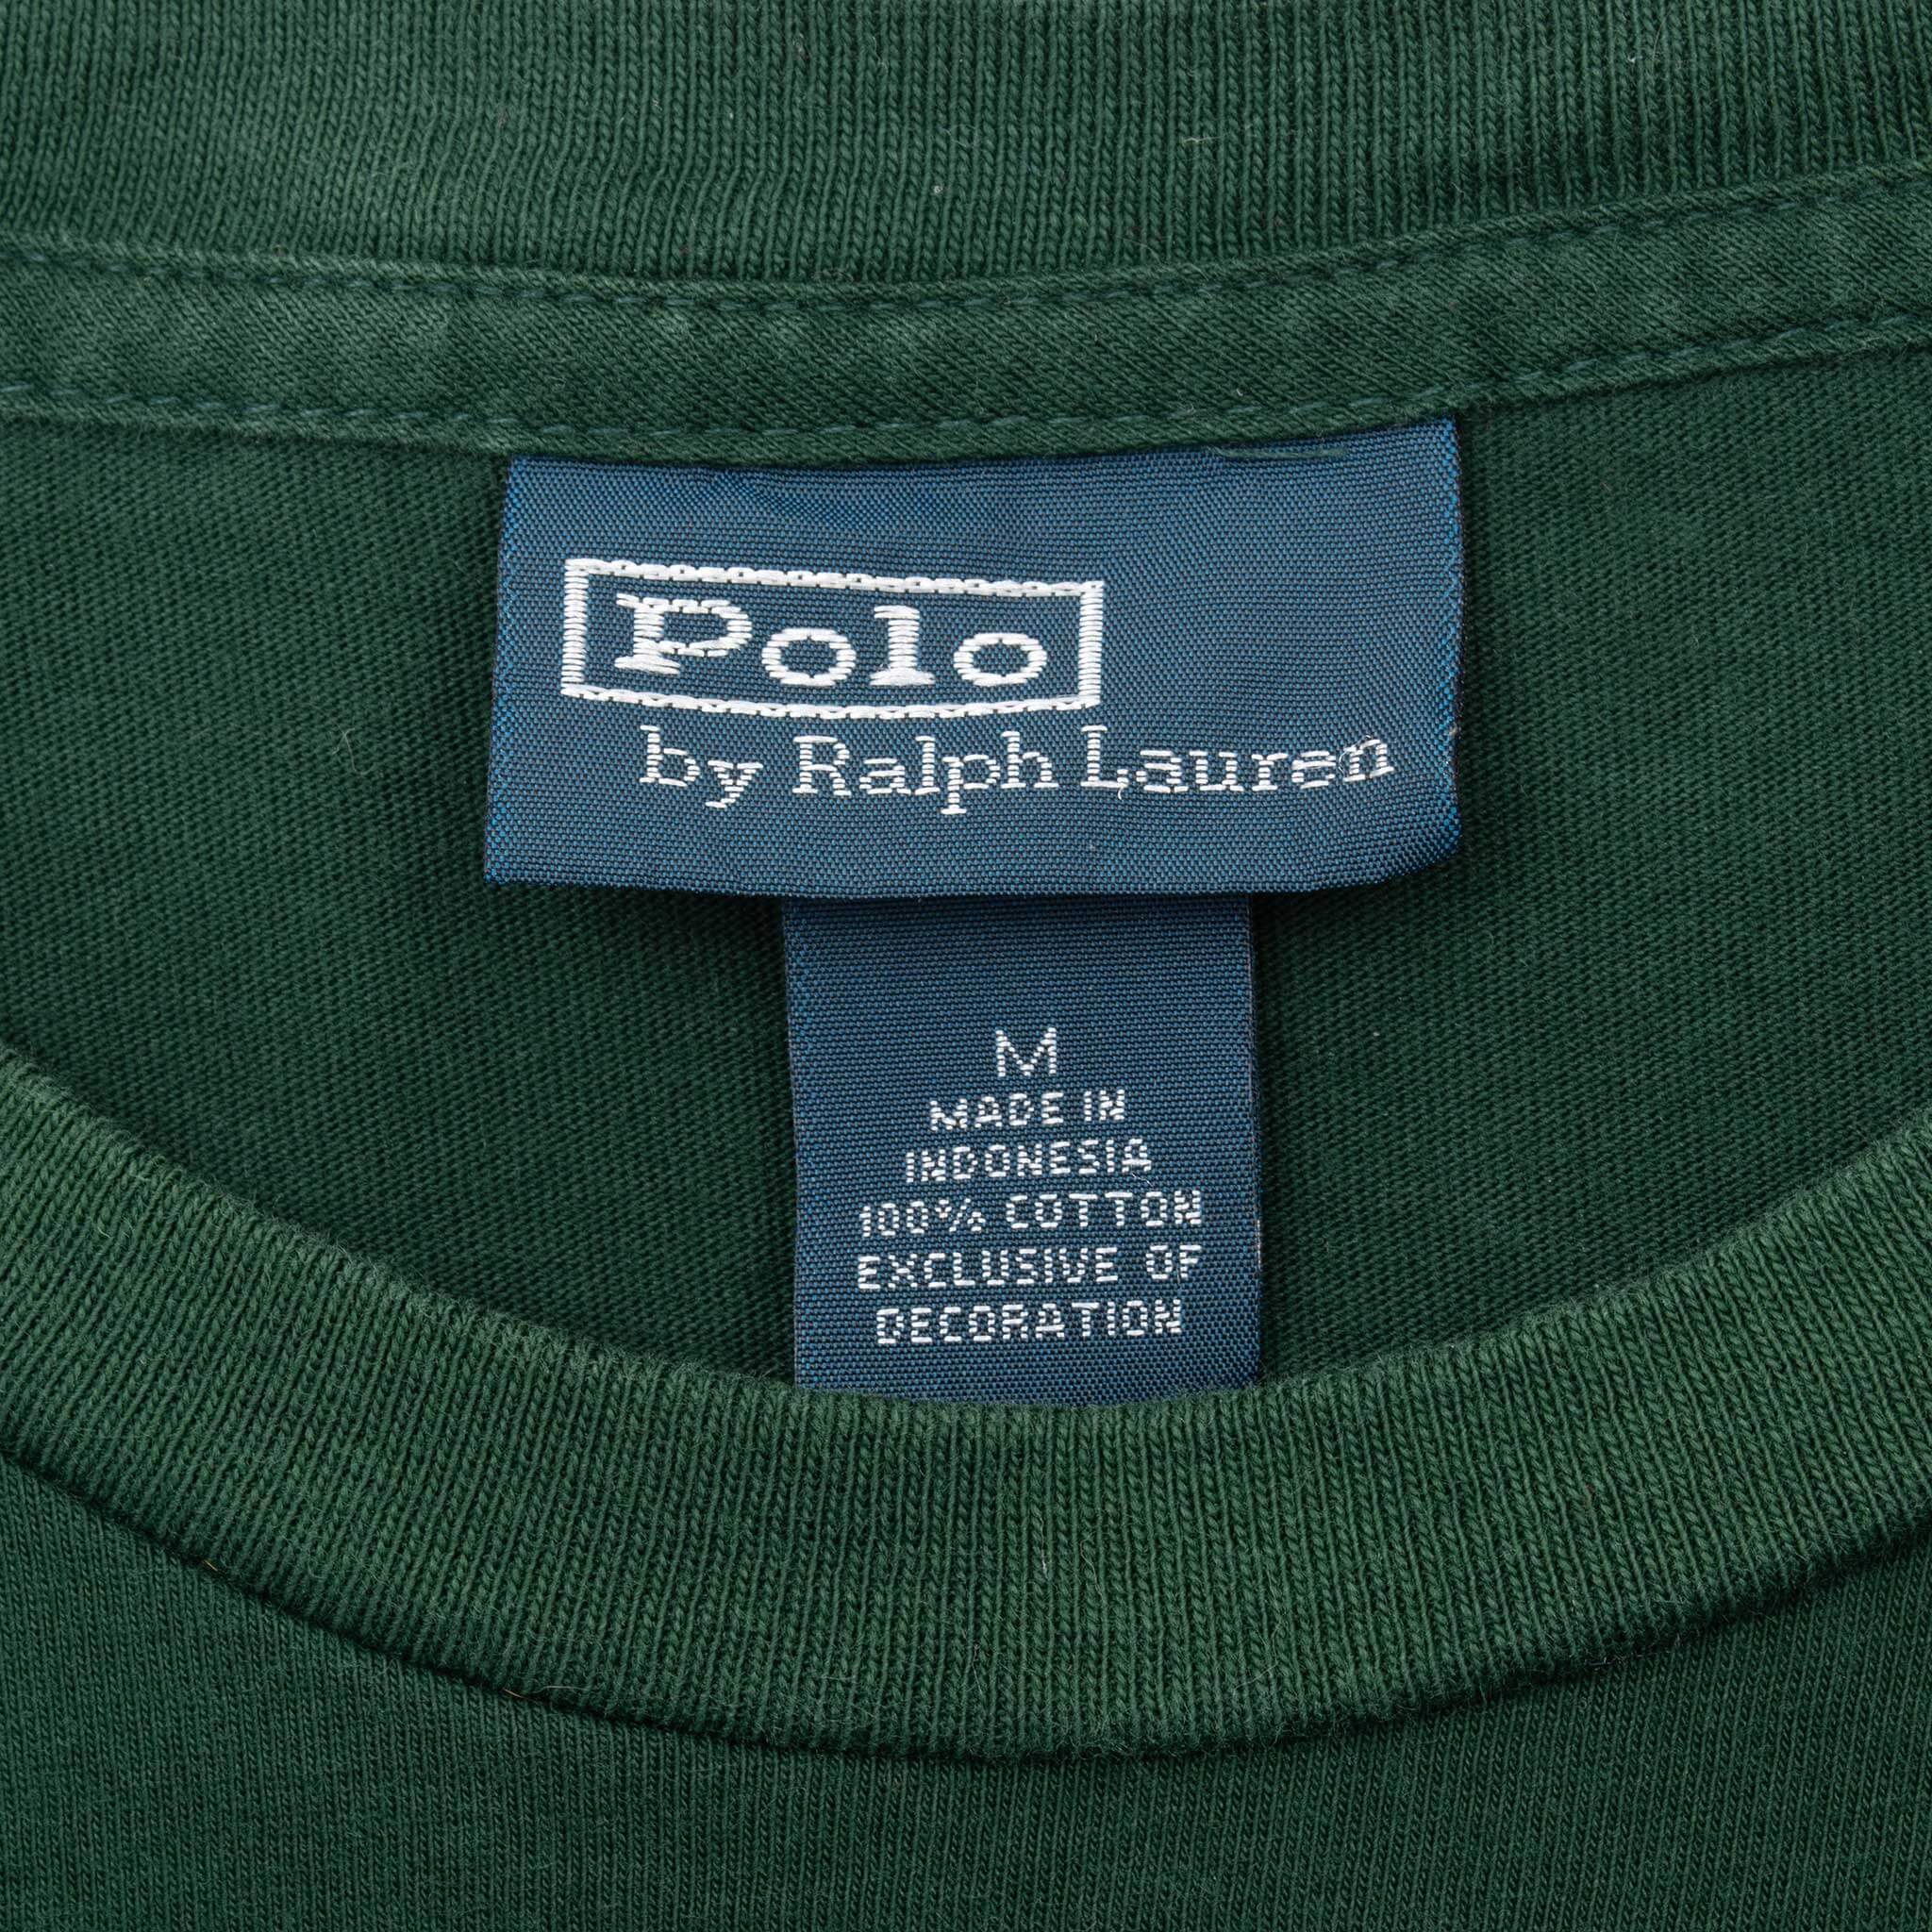 Polo
by Ralph Lauren
M
MADE IN
INDONESIA
100% COTTON
EXCLUSIVE OF
DECORATION